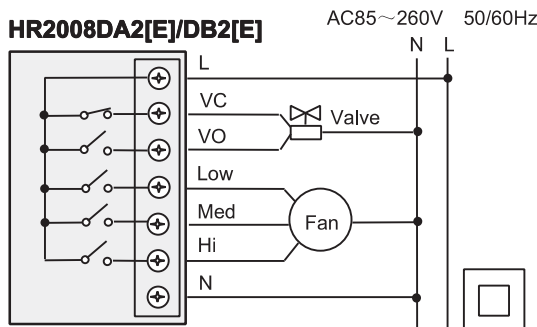 HR2008DA2[E]/DB2[E]
AC85～260V 50/60Hz
N L
L
VC
VO
Valve
Low
Med
Fan
Hi
N